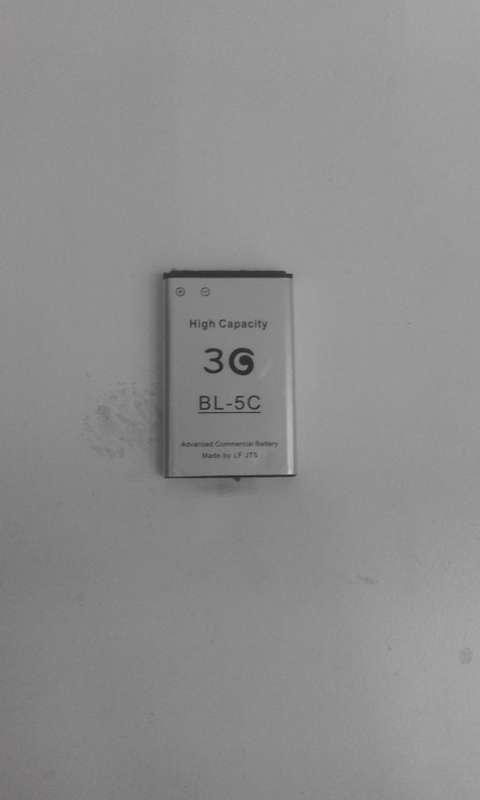 High Capacity
3G
BL-5C
Advanced Commercial Battery
Made by LF JTS